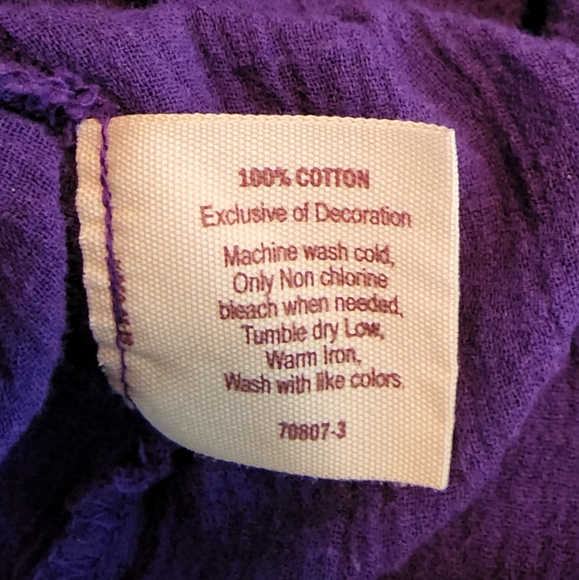 100% COTTON
Exclusive of Decoration
Machine wash cold,
Only Non chlorine
bleach when needed,
Tumble dry Low,
Warm Iron,
Wash with like colors
70807-3